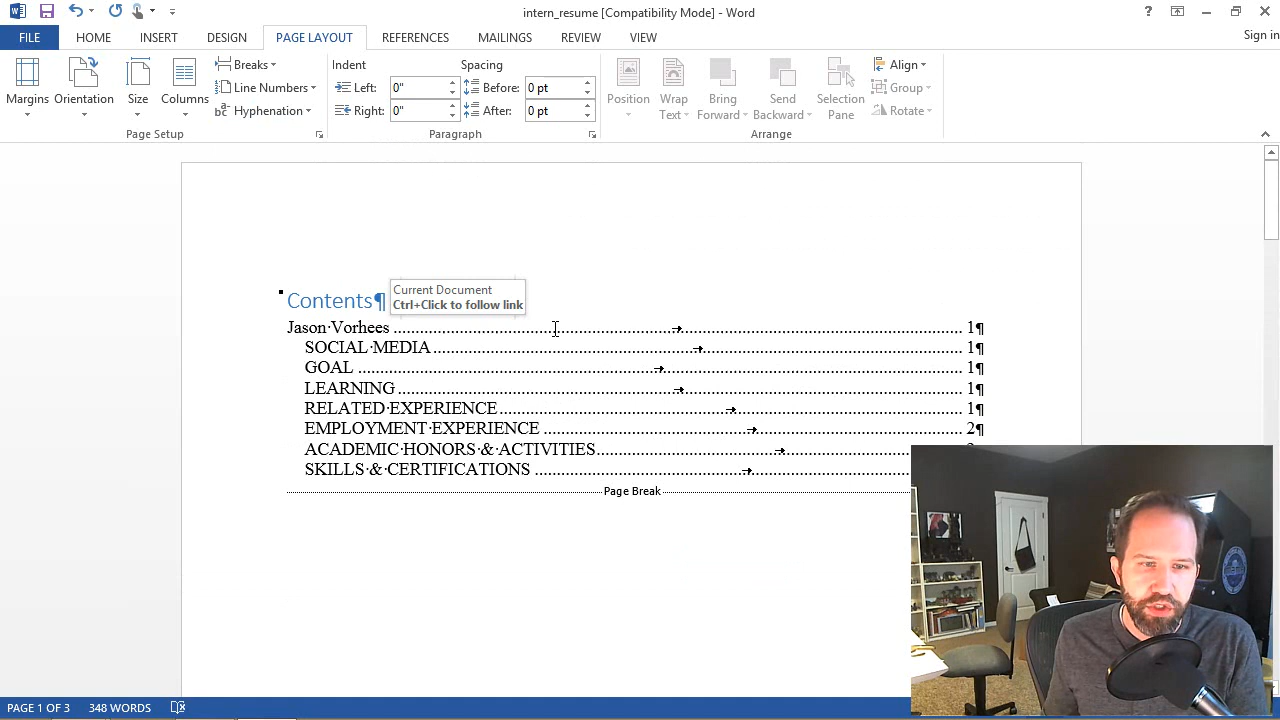 intern_resume [Compatibility Mode] - Word
?
FILE HOME INSERT DESIGN PAGE LAYOUT REFERENCES MAILINGS REVIEW VIEW Sign in
Margins Orientation Size Columns
Breaks
Line Numbers
Hyphenation
Page Setup
Indent Spacing
Left: 0" Before: 0 pt
Right: 0" After: 0 pt
Paragraph
Position Wrap Text Bring Forward Send Backward Selection Pane
Align
Group
Rotate
Arrange
Current Document
Ctrl+Click to follow link
Contents¶
Jason·Vorhees ........ → ........ 1¶
SOCIAL·MEDIA ........ → ........ 1¶
GOAL ........ → ........ 1¶
LEARNING ........ → ........ 1¶
RELATED·EXPERIENCE ........ → ........ 1¶
EMPLOYMENT·EXPERIENCE ........ → ........ 2¶
ACADEMIC·HONORS·&·ACTIVITIES ........ → ........
SKILLS·&·CERTIFICATIONS ........ → ........
Page Break
PAGE 1 OF 3 348 WORDS